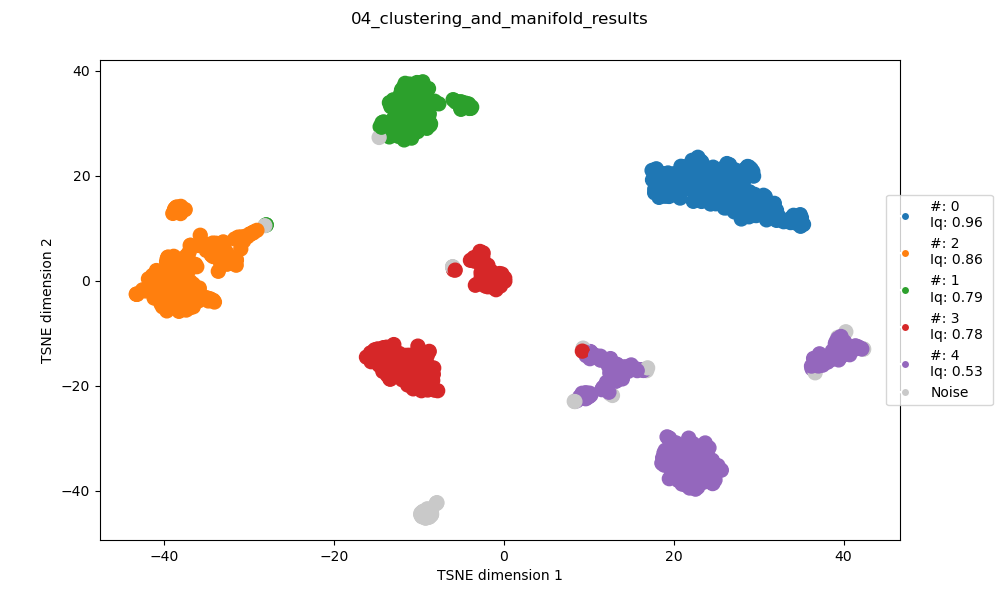 04_clustering_and_manifold_results
40
20
0
−20
−40
TSNE dimension 2
−40
−20
0
20
40
TSNE dimension 1
#: 0
Iq: 0.96
#: 2
Iq: 0.86
#: 1
Iq: 0.79
#: 3
Iq: 0.78
#: 4
Iq: 0.53
Noise